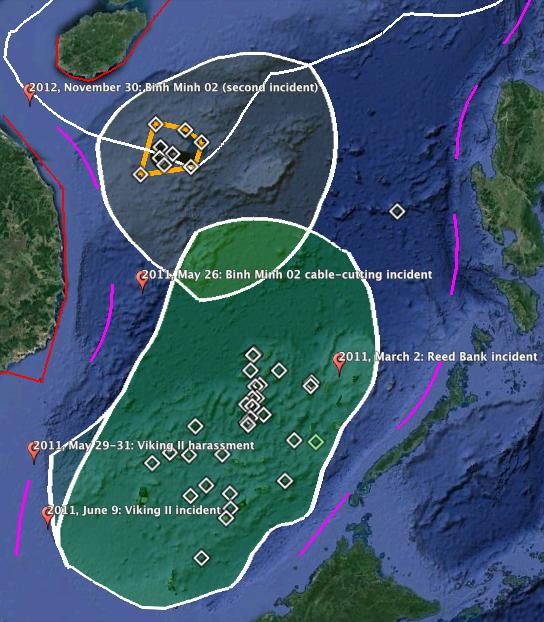 2012, November 30: Binh Minh 02 (second incident)
2011, May 26: Binh Minh 02 cable-cutting incident
2011, March 2: Reed Bank incident
2011, May 29-31: Viking II harassment
2011, June 9: Viking II incident